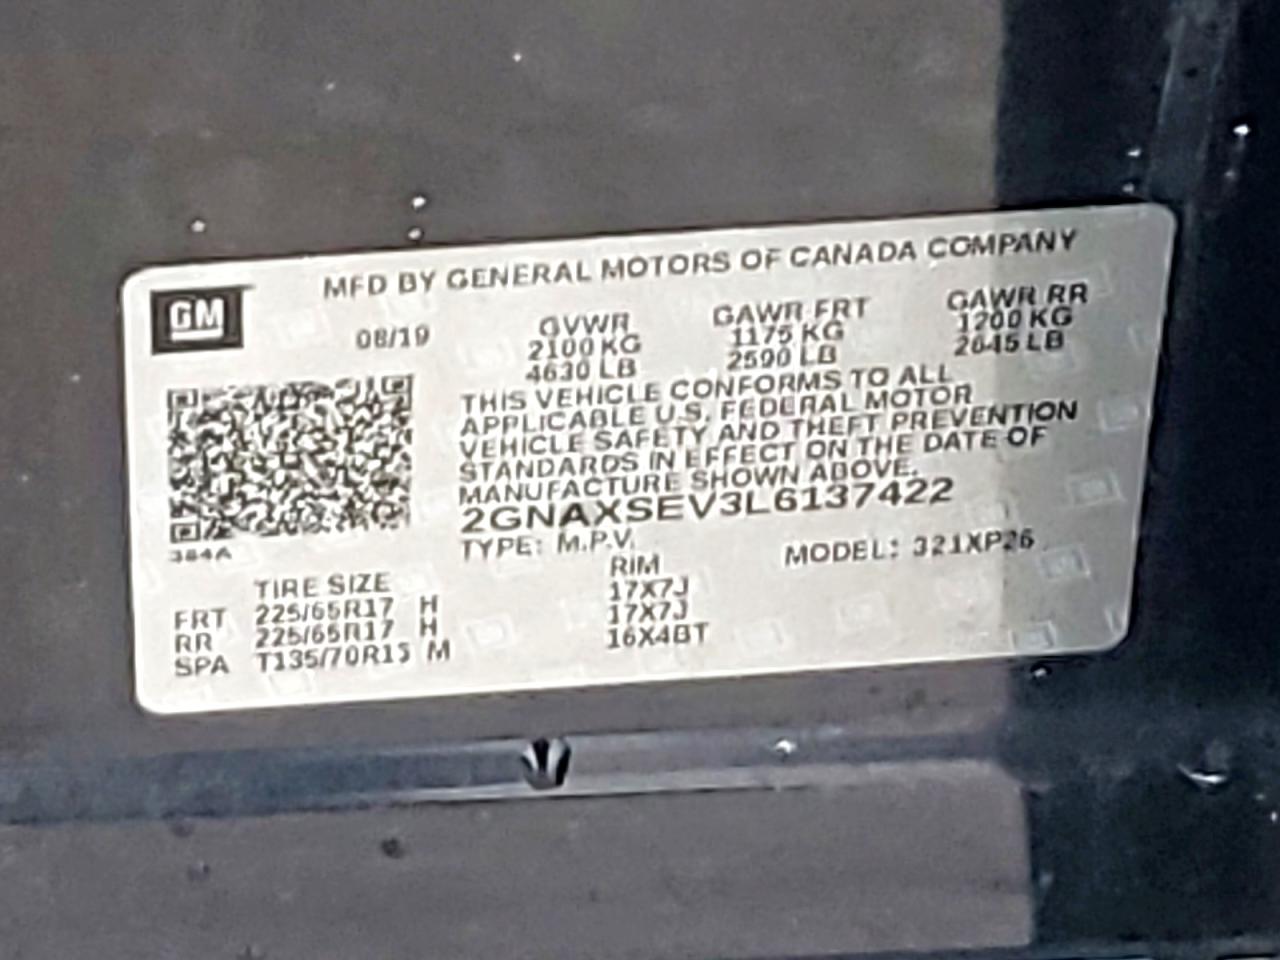 MFD BY GENERAL MOTORS OF CANADA COMPANY
GM
08/19
GVWR GAWR FRT GAWR RR
2100 KG 1175 KG 1200 KG
4630 LB 2590 LB 2645 LB
THIS VEHICLE CONFORMS TO ALL
APPLICABLE U.S. FEDERAL MOTOR
VEHICLE SAFETY AND THEFT PREVENTION
STANDARDS IN EFFECT ON THE DATE OF
MANUFACTURE SHOWN ABOVE.
2GNAXSEV3L6137422
384A
TYPE: M.P.V. MODEL: 321XP26
TIRE SIZE RIM
FRT 225/65R17 H 17X7J
RR 225/65R17 H 17X7J
SPA T135/70R15 M 16X4BT